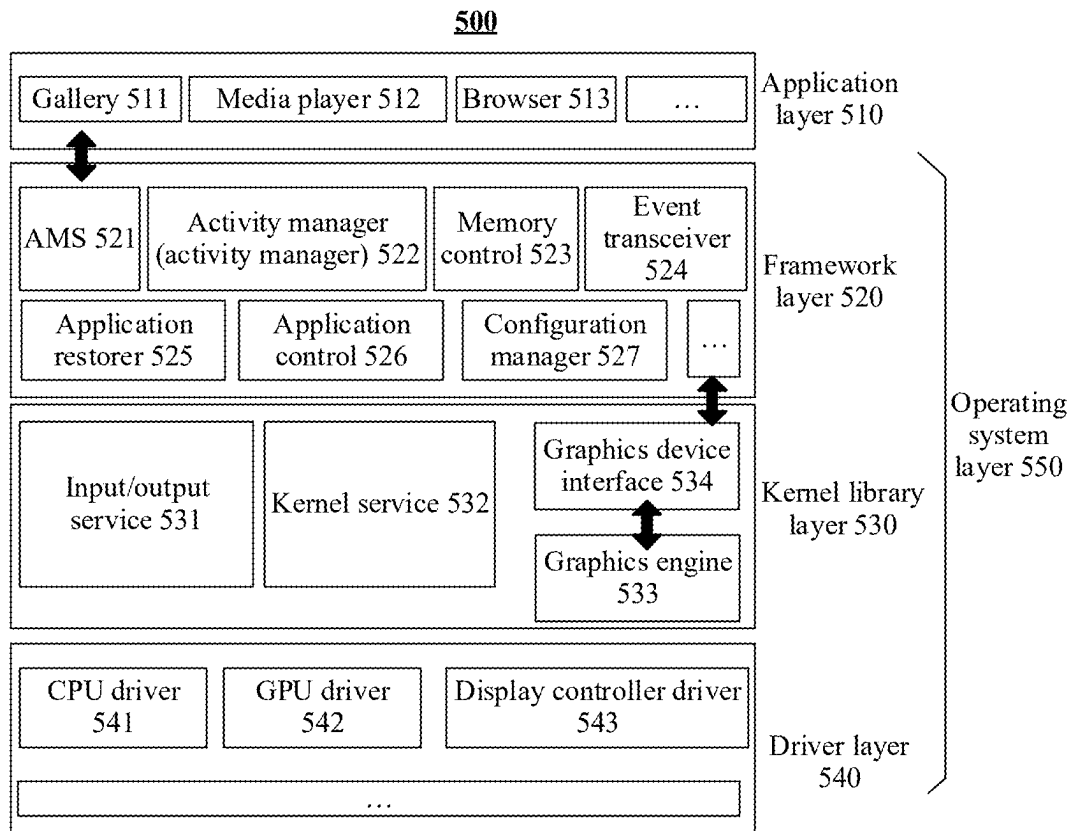 500
Gallery 511
Media player 512
Browser 513
...
Application
layer 510
AMS 521
Activity manager
(activity manager) 522
Memory
control 523
Event
transceiver
524
Framework
layer 520
Application
restorer 525
Application
control 526
Configuration
manager 527
...
Operating
system
layer 550
Input/output
service 531
Kernel service 532
Graphics device
interface 534
Kernel library
layer 530
Graphics engine
533
CPU driver
541
GPU driver
542
Display controller driver
543
Driver layer
540
...